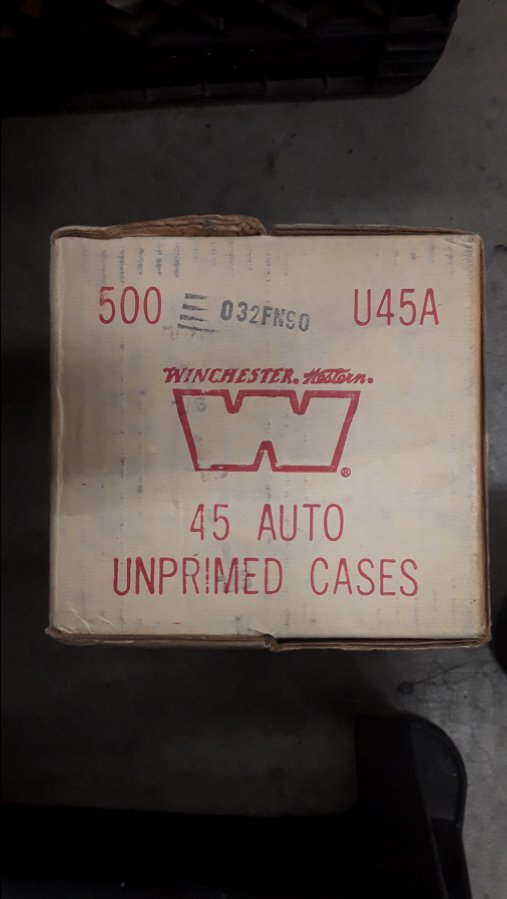 500 032FN90 U45A
WINCHESTER. Western.
W
®
45 AUTO
UNPRIMED CASES